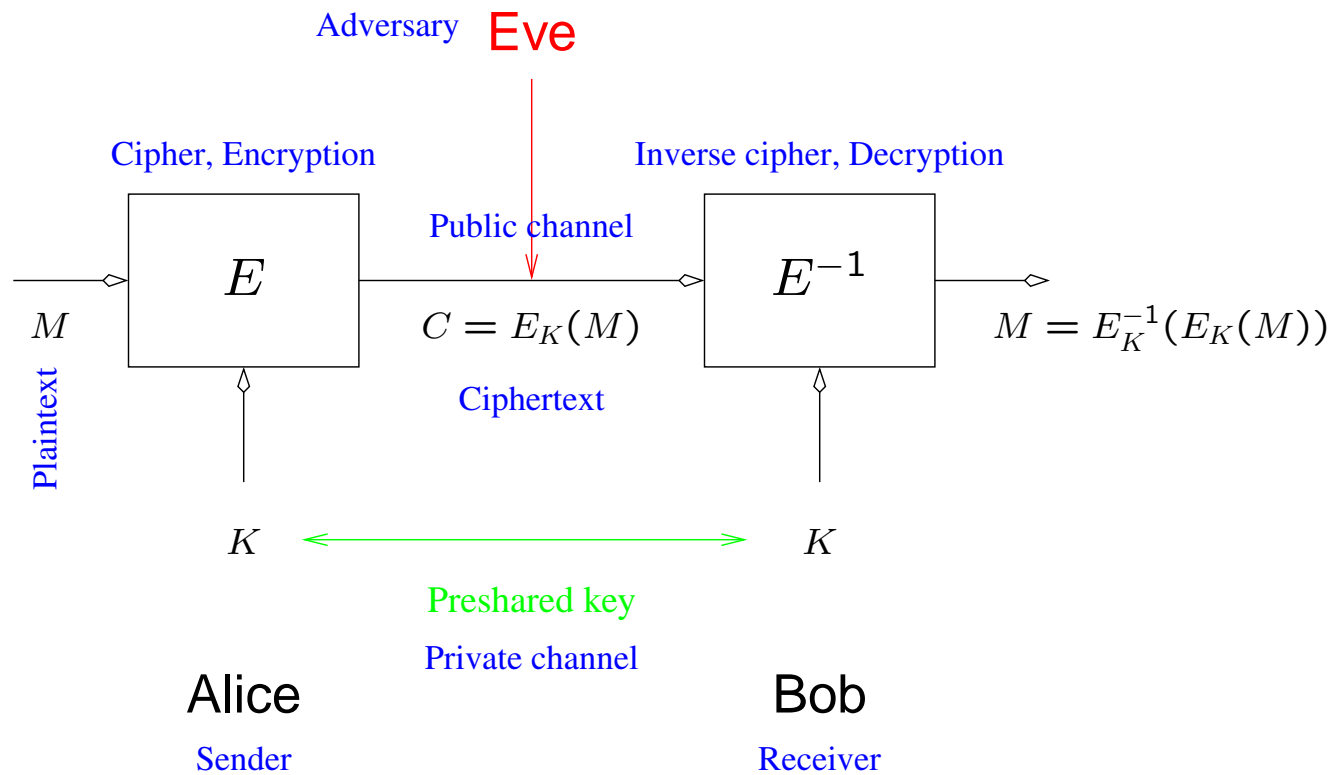 Adversary Eve
Cipher, Encryption
Inverse cipher, Decryption
Public channel
E
E^{-1}
M
C = E_K(M)
M = E_K^{-1}(E_K(M))
Plaintext
Ciphertext
K
K
Preshared key
Private channel
Alice
Bob
Sender
Receiver